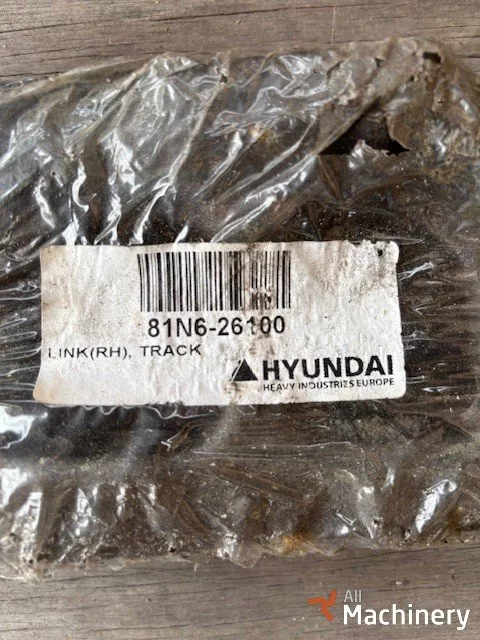 81N6-26100
LINK(RH), TRACK
HYUNDAI
HEAVY INDUSTRIES EUROPE
All
Machinery